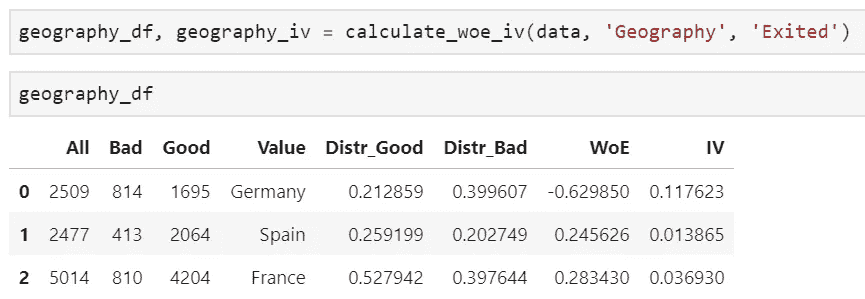 geography_df, geography_iv = calculate_woe_iv(data, 'Geography', 'Exited')
geography_df
All Bad Good Value Distr_Good Distr_Bad WoE IV
0 2509 814 1695 Germany 0.212859 0.399607 -0.629850 0.117623
1 2477 413 2064 Spain 0.259199 0.202749 0.245626 0.013865
2 5014 810 4204 France 0.527942 0.397644 0.283430 0.036930